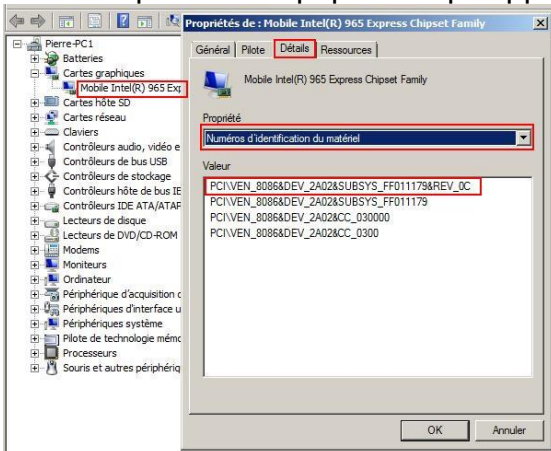 Propriétés de : Mobile Intel(R) 965 Express Chipset Family
Pierre-PC1
Batteries
Cartes graphiques
Mobile Intel(R) 965 Exp
Cartes hôte SD
Cartes réseau
Claviers
Contrôleurs audio, vidéo e
Contrôleurs de bus USB
Contrôleurs de stockage
Contrôleurs hôte de bus IE
Contrôleurs IDE ATA/ATAP
Lecteurs de disque
Lecteurs de DVD/CD-ROM
Modems
Moniteurs
Ordinateur
Périphérique d'acquisition d
Périphériques d'interface u
Périphériques système
Pilote de technologie mémo
Processeurs
Souris et autres périphériq
Général Pilote Détails Ressources
Mobile Intel(R) 965 Express Chipset Family
Propriété
Numéros d'identification du matériel
Valeur
PCI\VEN_8086&DEV_2A02&SUBSYS_FF011179&REV_0C
PCI\VEN_8086&DEV_2A02&SUBSYS_FF011179
PCI\VEN_8086&DEV_2A02&CC_030000
PCI\VEN_8086&DEV_2A02&CC_0300
OK Annuler